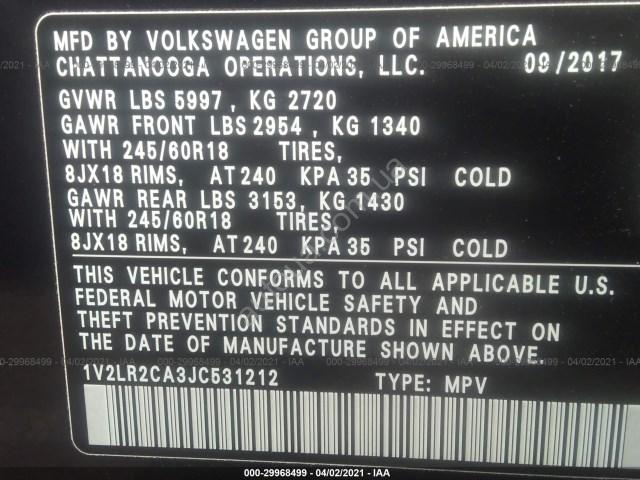 MFD BY VOLKSWAGEN GROUP OF AMERICA
CHATTANOOGA OPERATIONS, LLC. 09/2017
GVWR LBS 5997 , KG 2720
GAWR FRONT LBS 2954 , KG 1340
WITH 245/60R18 TIRES,
8JX18 RIMS, AT 240 KPA 35 PSI COLD
GAWR REAR LBS 3153, KG 1430
WITH 245/60R18 TIRES,
8JX18 RIMS, AT 240 KPA 35 PSI COLD
THIS VEHICLE CONFORMS TO ALL APPLICABLE U.S.
FEDERAL MOTOR VEHICLE SAFETY AND
THEFT PREVENTION STANDARDS IN EFFECT ON
THE DATE OF MANUFACTURE SHOWN ABOVE.
1V2LR2CA3JC531212 TYPE: MPV
000-29968499 - 04/02/2021 - IAA